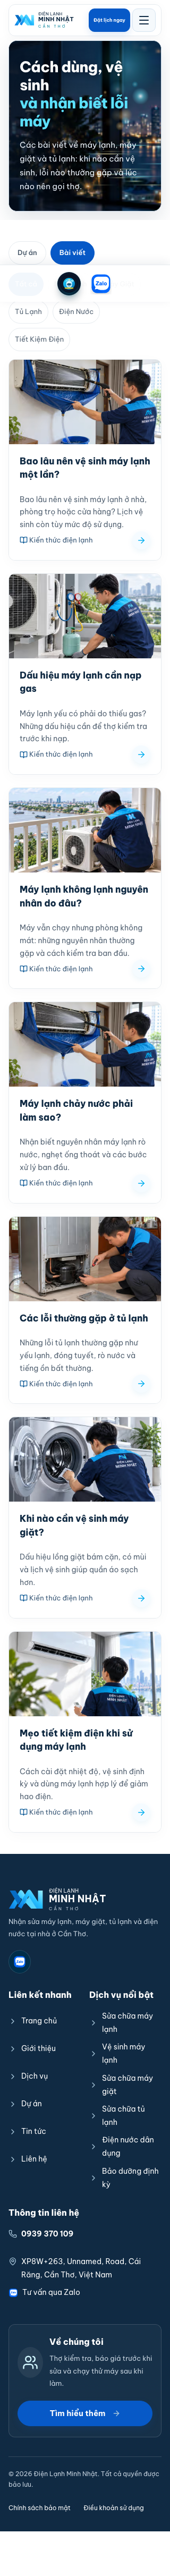 ĐIỆN LẠNH
MINH NHẬT
CẦN THƠ
Đặt lịch ngay
Cách dùng, vệ
sinh
và nhận biết lỗi
máy
Các bài viết về máy lạnh, máy
giặt và tủ lạnh: khi nào cần vệ
sinh, lỗi nào thường gặp và lúc
nào nên gọi thợ.
Dự án
Bài viết
Zalo
Tủ Lạnh
Điện Nước
Tiết Kiệm Điện
Bao lâu nên vệ sinh máy lạnh
một lần?
Bao lâu nên vệ sinh máy lạnh ở nhà,
phòng trọ hoặc cửa hàng? Lịch vệ
sinh còn tùy mức độ sử dụng.
Kiến thức điện lạnh
Dấu hiệu máy lạnh cần nạp
gas
Máy lạnh yếu có phải do thiếu gas?
Những dấu hiệu cần để thợ kiểm tra
trước khi nạp.
Kiến thức điện lạnh
Máy lạnh không lạnh nguyên
nhân do đâu?
Máy vẫn chạy nhưng phòng không
mát: những nguyên nhân thường
gặp và cách kiểm tra ban đầu.
Kiến thức điện lạnh
Máy lạnh chảy nước phải
làm sao?
Nhận biết nguyên nhân máy lạnh rò
nước, nghẹt ống thoát và các bước
xử lý ban đầu.
Kiến thức điện lạnh
Các lỗi thường gặp ở tủ lạnh
Những lỗi tủ lạnh thường gặp như
yếu lạnh, đóng tuyết, rò nước và
tiếng ồn bất thường.
Kiến thức điện lạnh
Khi nào cần vệ sinh máy
giặt?
Dấu hiệu lồng giặt bám cặn, có mùi
và lịch vệ sinh giúp quần áo sạch
hơn.
Kiến thức điện lạnh
Mẹo tiết kiệm điện khi sử
dụng máy lạnh
Cách cài đặt nhiệt độ, vệ sinh định
kỳ và dùng máy lạnh hợp lý để giảm
hao điện.
Kiến thức điện lạnh
ĐIỆN LẠNH
MINH NHẬT
CẦN THƠ
Nhận sửa máy lạnh, máy giặt, tủ lạnh và điện
nước tại nhà ở Cần Thơ.
Zalo
Liên kết nhanh
Trang chủ
Giới thiệu
Dịch vụ
Dự án
Tin tức
Liên hệ
Dịch vụ nổi bật
Sửa chữa máy
lạnh
Vệ sinh máy
lạnh
Sửa chữa máy
giặt
Sửa chữa tủ
lạnh
Điện nước dân
dụng
Bảo dưỡng định
kỳ
Thông tin liên hệ
0939 370 109
XP8W+263, Unnamed, Road, Cái
Răng, Cần Thơ, Việt Nam
Tư vấn qua Zalo
Về chúng tôi
Thợ kiểm tra, báo giá trước khi
sửa và chạy thử máy sau khi
làm.
Tìm hiểu thêm
© 2026 Điện Lạnh Minh Nhật. Tất cả quyền được
bảo lưu.
Chính sách bảo mật
Điều khoản sử dụng